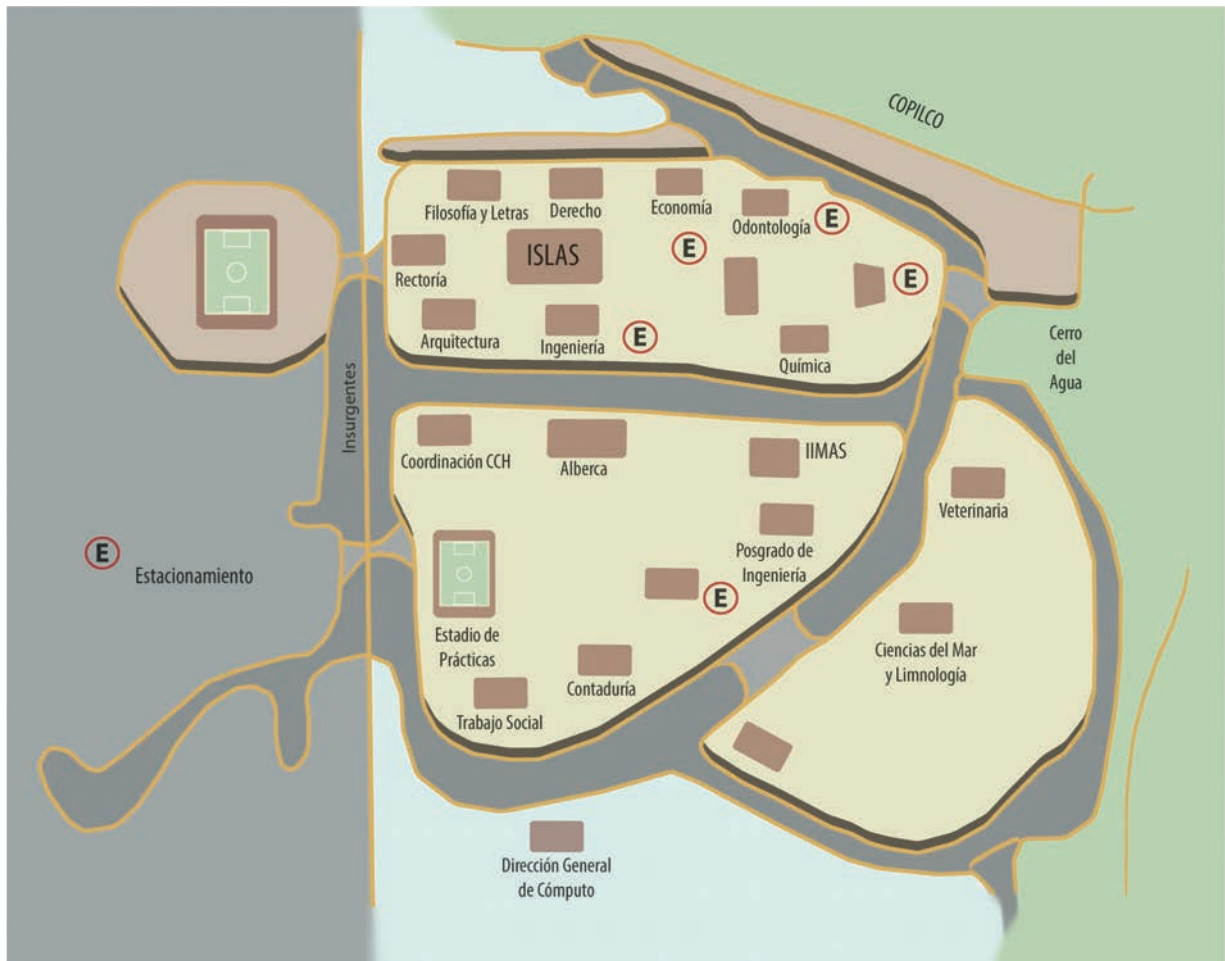 COPILCO
Filosofía y Letras
Derecho
Economía
Odontología
E
E
ISLAS
Rectoría
E
Arquitectura
Ingeniería
E
Química
Cerro
del
Agua
Insurgentes
Coordinación CCH
Alberca
IIMAS
Veterinaria
Posgrado de
Ingeniería
E
Estacionamiento
E
Estadio de
Prácticas
Ciencias del Mar
y Limnología
Contaduría
Trabajo Social
Dirección General
de Cómputo